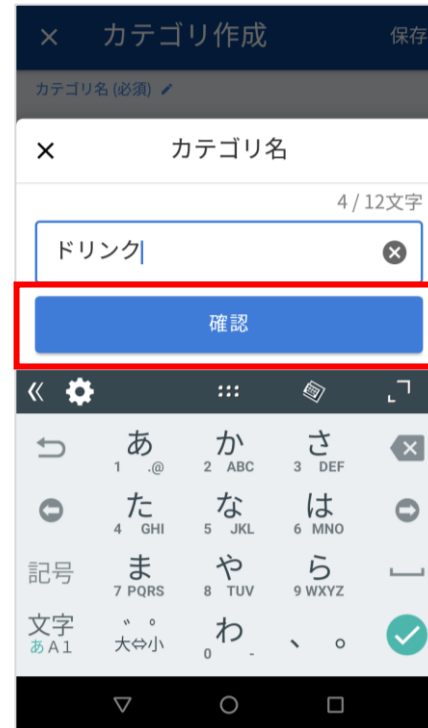 × カテゴリ作成 保存
カテゴリ名 (必須)
× カテゴリ名
4 / 12文字
ドリンク
確認
あ か さ
1 .@ 2 ABC 3 DEF
た な は
4 GHI 5 JKL 6 MNO
記号 ま や ら
7 PQRS 8 TUV 9 WXYZ
文字 ゛゜ わ 、。
あA1 大⇔小 0 -